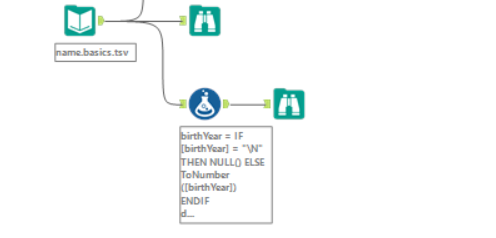 name.basics.tsv
birthYear = IF
[birthYear] = "\N"
THEN NULL() ELSE
ToNumber
([birthYear])
ENDIF
d...